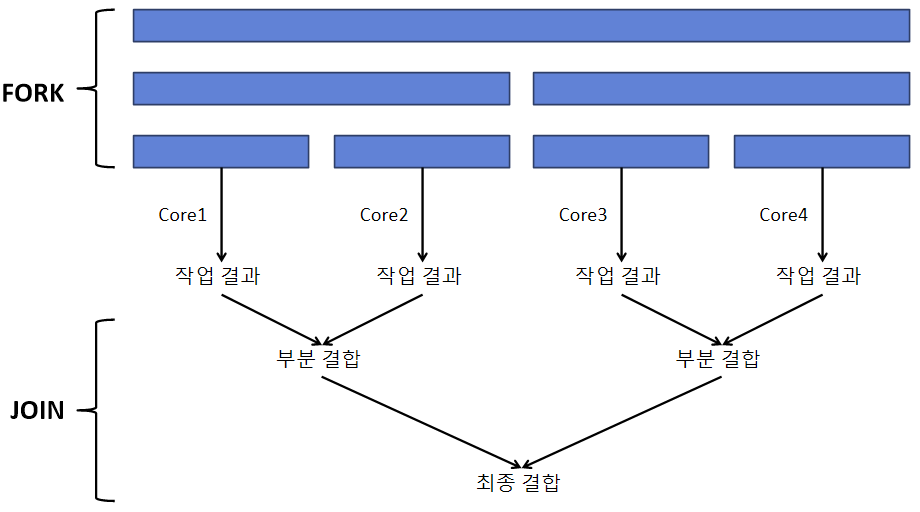 FORK
Core1
Core2
Core3
Core4
작업 결과
작업 결과
작업 결과
작업 결과
부분 결합
부분 결합
JOIN
최종 결합